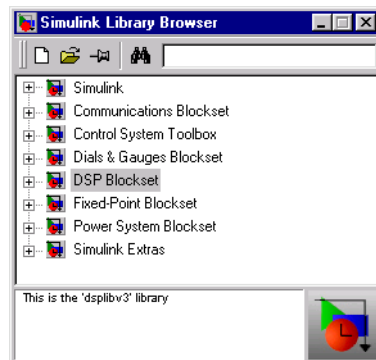 Simulink Library Browser
Simulink
Communications Blockset
Control System Toolbox
Dials & Gauges Blockset
DSP Blockset
Fixed-Point Blockset
Power System Blockset
Simulink Extras
This is the 'dsplibv3' library